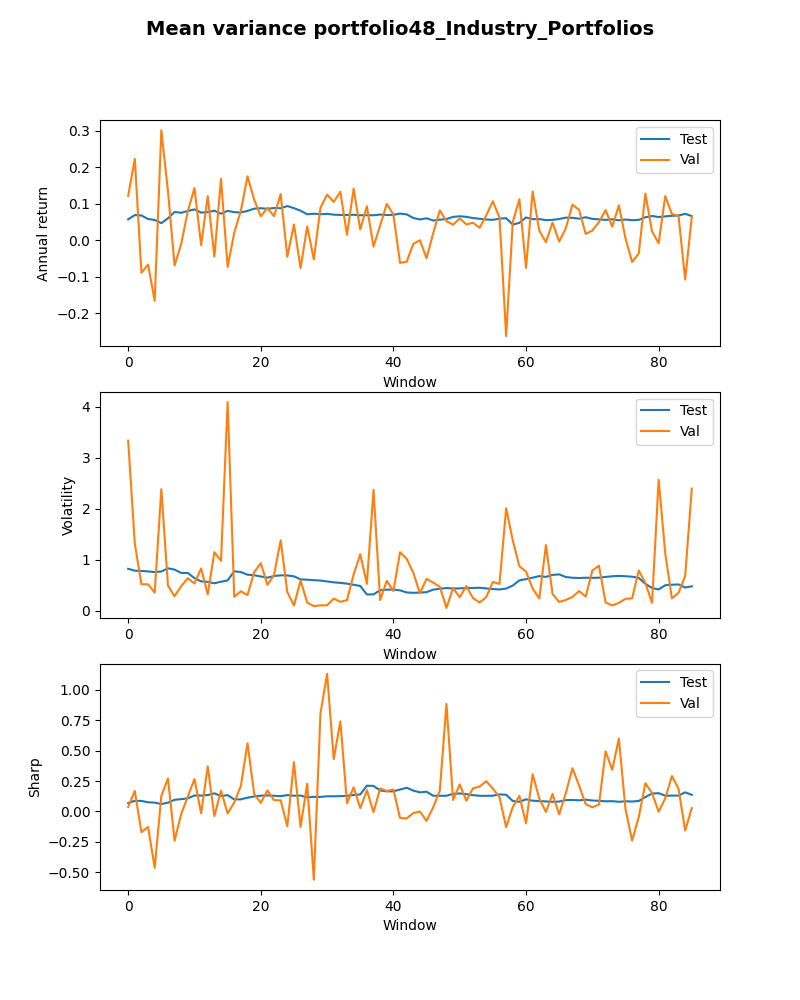 Mean variance portfolio48_Industry_Portfolios
0.3
0.2
0.1
0.0
−0.1
−0.2
Annual return
Test
Val
0 20 40 60 80
Window
4
3
2
1
0
Volatility
Test
Val
0 20 40 60 80
Window
1.00
0.75
0.50
0.25
0.00
−0.25
−0.50
Sharp
Test
Val
0 20 40 60 80
Window